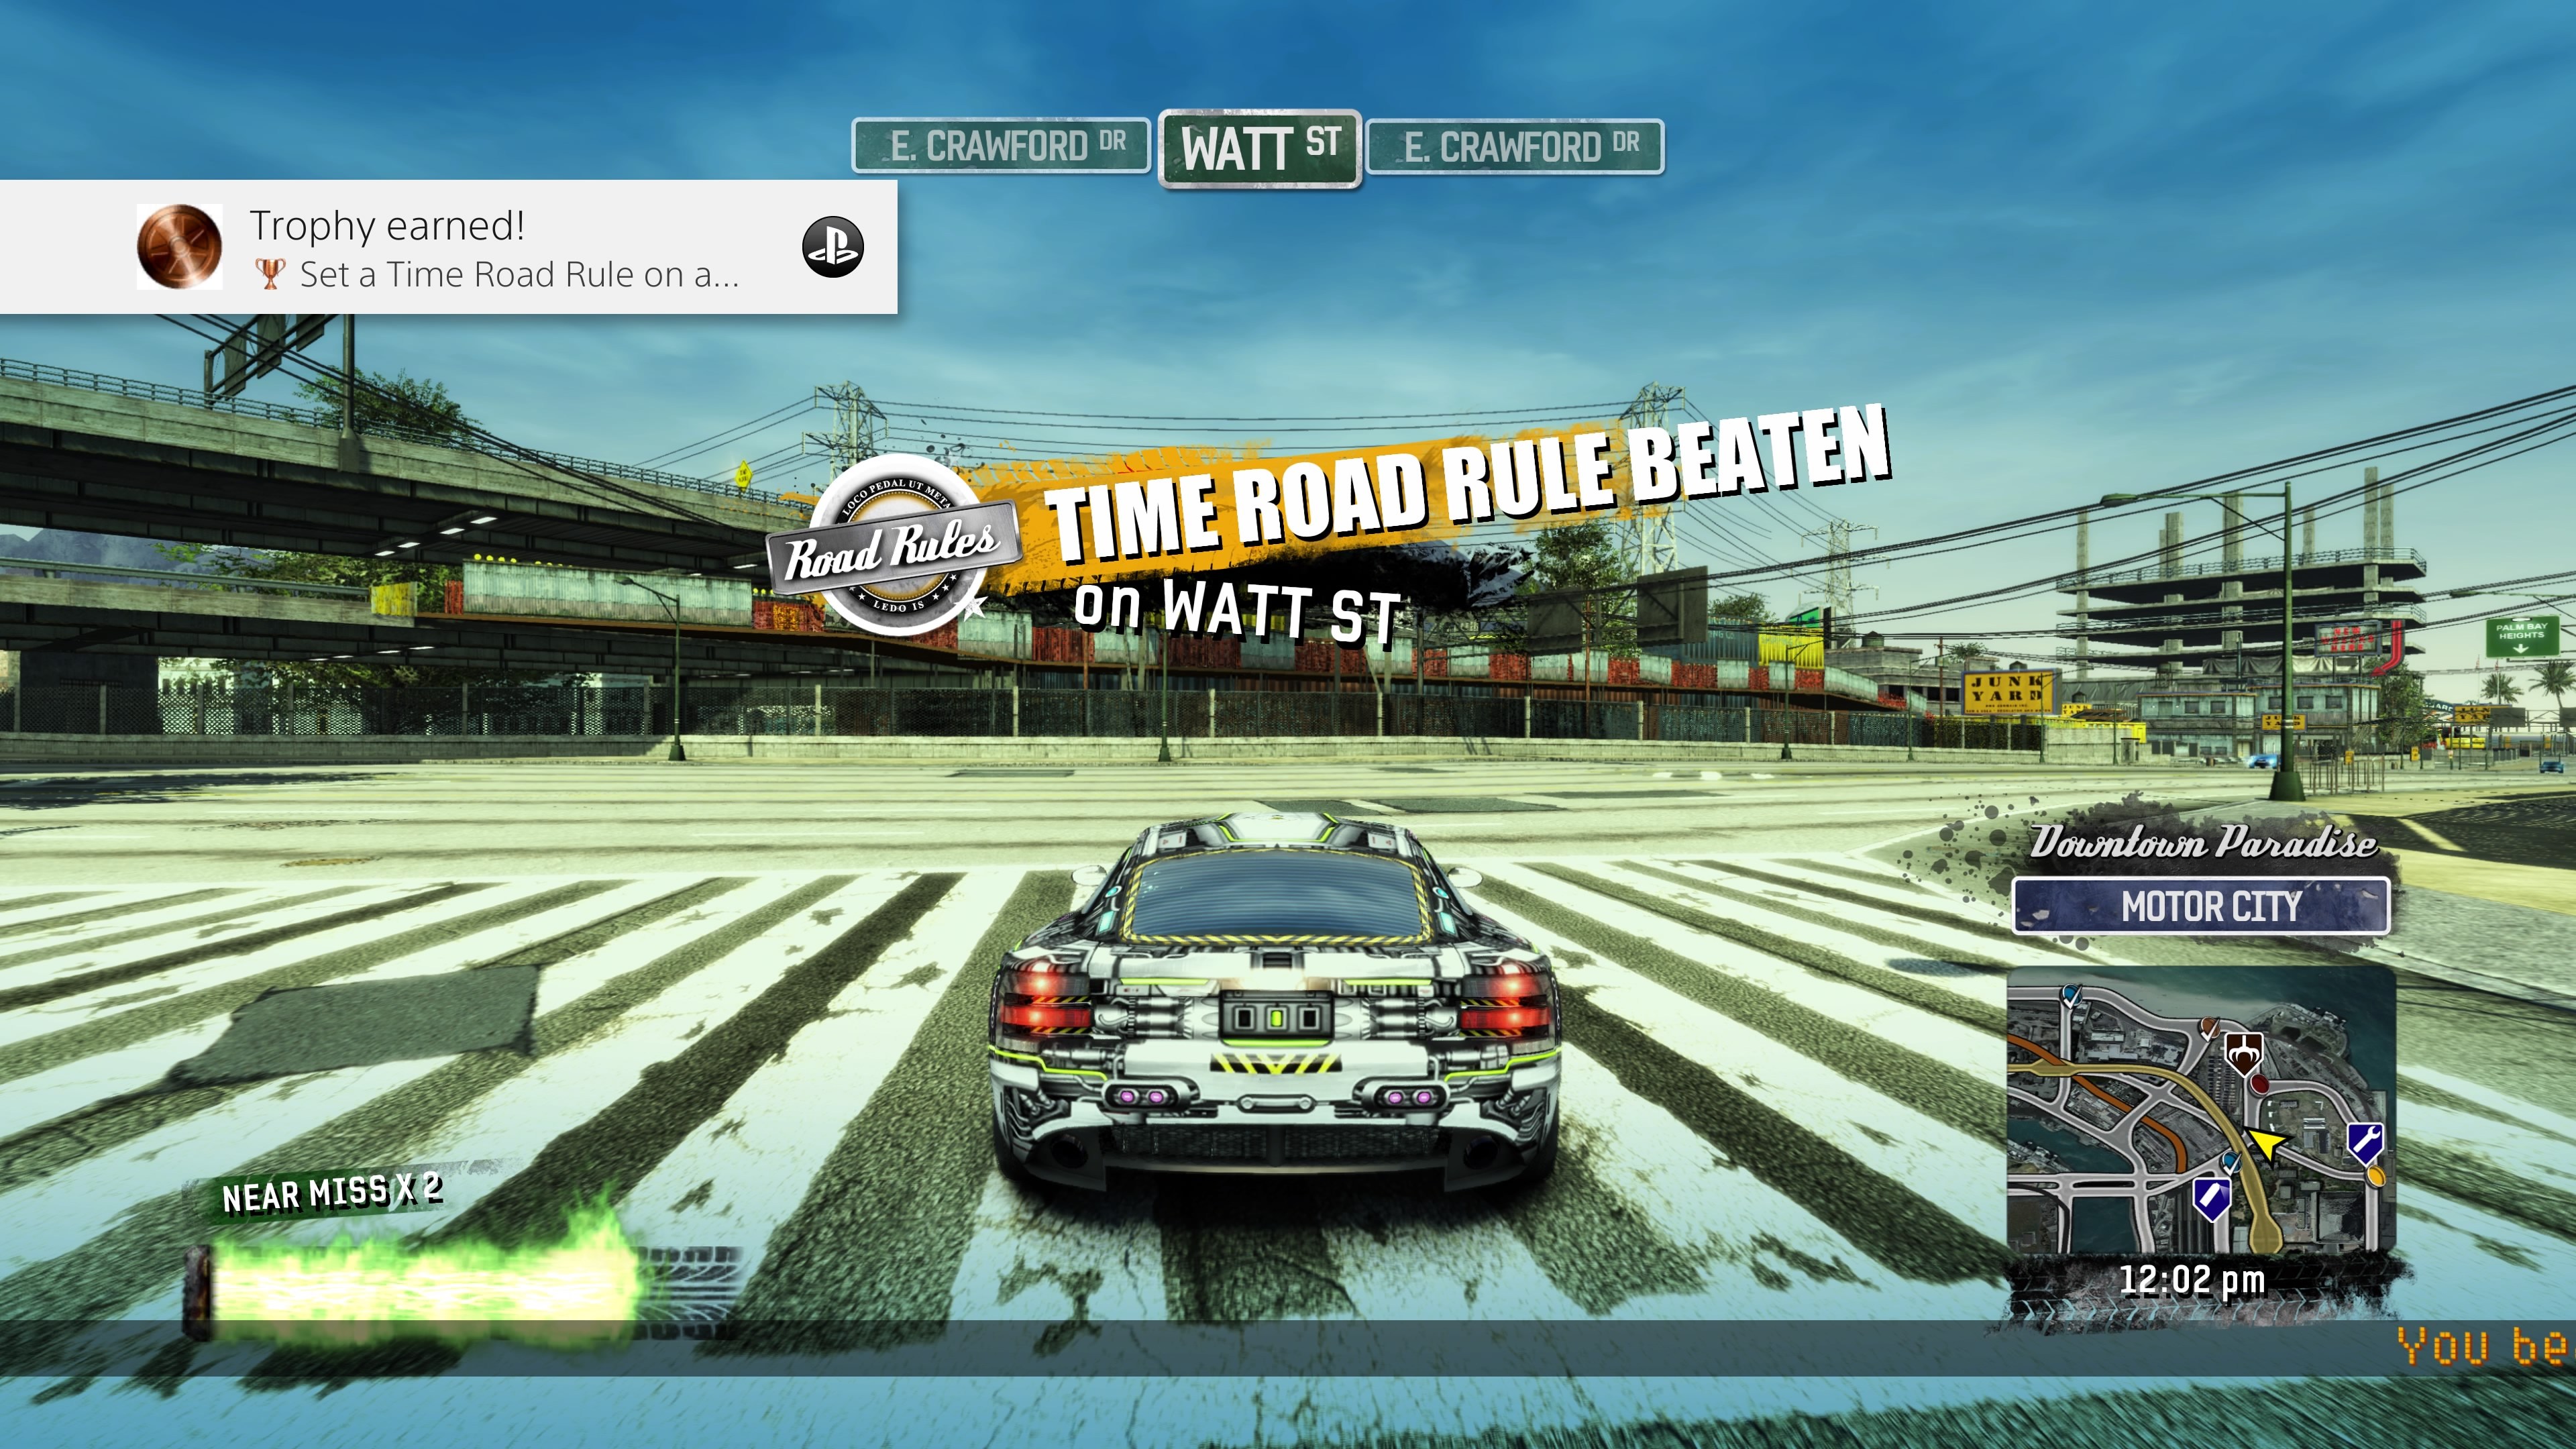 E. CRAWFORD DR
WATT ST
E. CRAWFORD DR
Trophy earned!
Set a Time Road Rule on a...
LOCO PEDAL UT META
Road Rules
LEDO IS
TIME ROAD RULE BEATEN
on WATT ST
PALM BAY
HEIGHTS
JUNK
YARD
Downtown Paradise
MOTOR CITY
NEAR MISS X 2
12:02 pm
You be